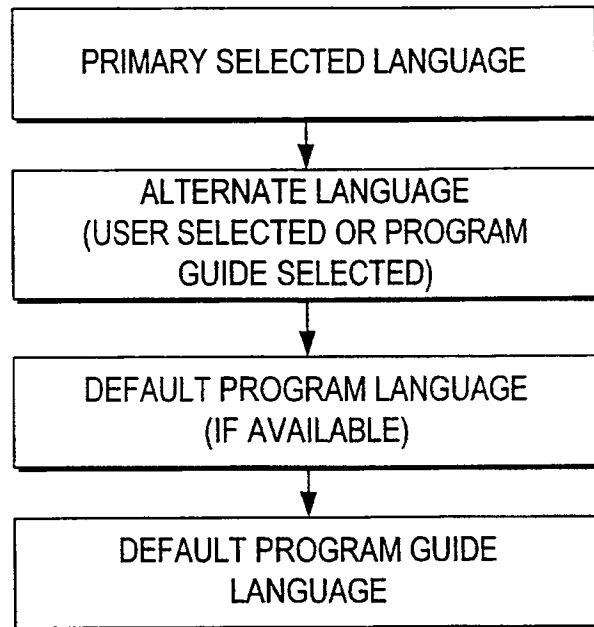 PRIMARY SELECTED LANGUAGE
ALTERNATE LANGUAGE
(USER SELECTED OR PROGRAM
GUIDE SELECTED)
DEFAULT PROGRAM LANGUAGE
(IF AVAILABLE)
DEFAULT PROGRAM GUIDE
LANGUAGE